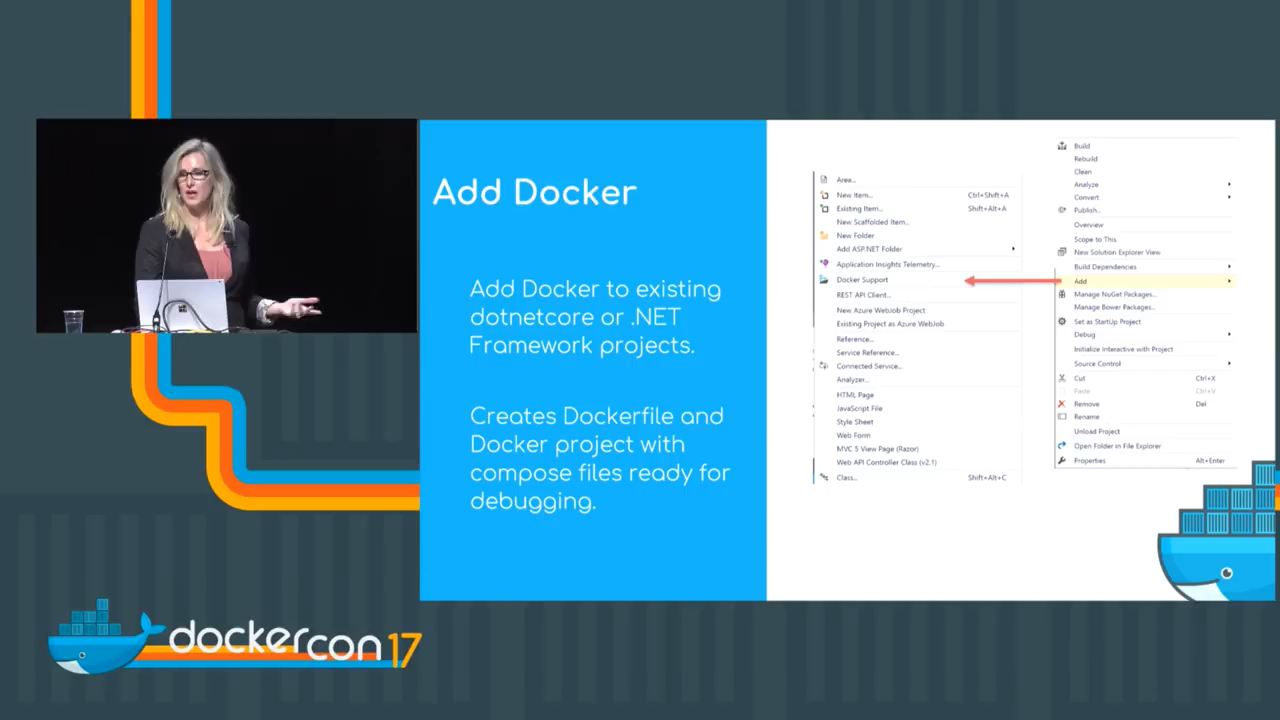 Add Docker
Add Docker to existing
dotnetcore or .NET
Framework projects.
Creates Dockerfile and
Docker project with
compose files ready for
debugging.
Area...
New Item... Ctrl+Shift+A
Existing Item... Shift+Alt+A
New Scaffolded Item...
New Folder
Add ASP.NET Folder
Application Insights Telemetry...
Docker Support
REST API Client...
New Azure WebJob Project
Existing Project as Azure WebJob
Reference...
Service Reference...
Connected Service...
Analyzer...
HTML Page
JavaScript File
Style Sheet
Web Form
MVC 5 View Page (Razor)
Web API Controller Class (v2.1)
Class... Shift+Alt+C
Build
Rebuild
Clean
Analyze
Convert
Publish...
Overview
Scope to This
New Solution Explorer View
Build Dependencies
Add
Manage NuGet Packages...
Manage Bower Packages...
Set as StartUp Project
Debug
Initialize Interactive with Project
Source Control
Cut Ctrl+X
Paste Ctrl+V
Remove Del
Rename
Unload Project
Open Folder in File Explorer
Properties Alt+Enter
dockercon 17